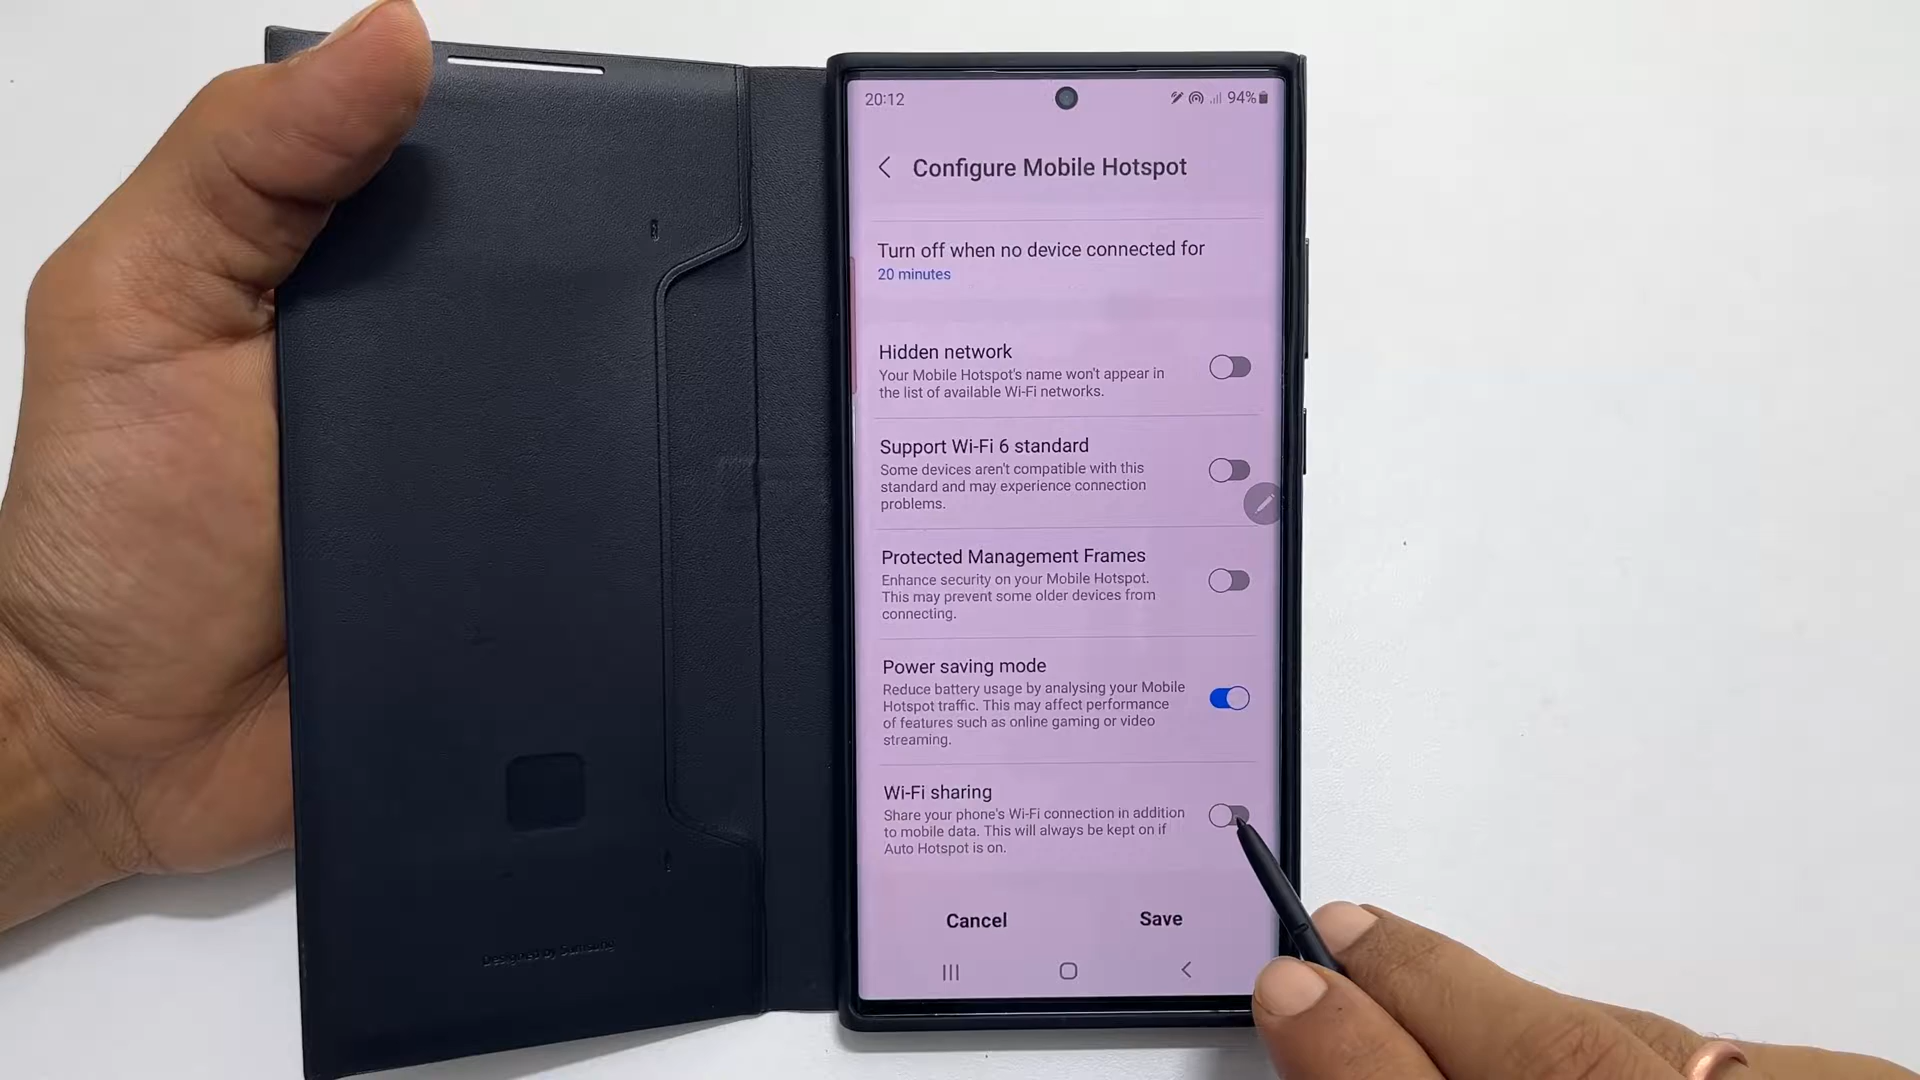 20:12
94%
Configure Mobile Hotspot
Turn off when no device connected for
20 minutes
Hidden network
Your Mobile Hotspot's name won't appear in
the list of available Wi-Fi networks.
Support Wi-Fi 6 standard
Some devices aren't compatible with this
standard and may experience connection
problems.
Protected Management Frames
Enhance security on your Mobile Hotspot.
This may prevent some older devices from
connecting.
Power saving mode
Reduce battery usage by analysing your Mobile
Hotspot traffic. This may affect performance
of features such as online gaming or video
streaming.
Wi-Fi sharing
Share your phone's Wi-Fi connection in addition
to mobile data. This will always be kept on if
Auto Hotspot is on.
Cancel
Save
Designed by Samsung